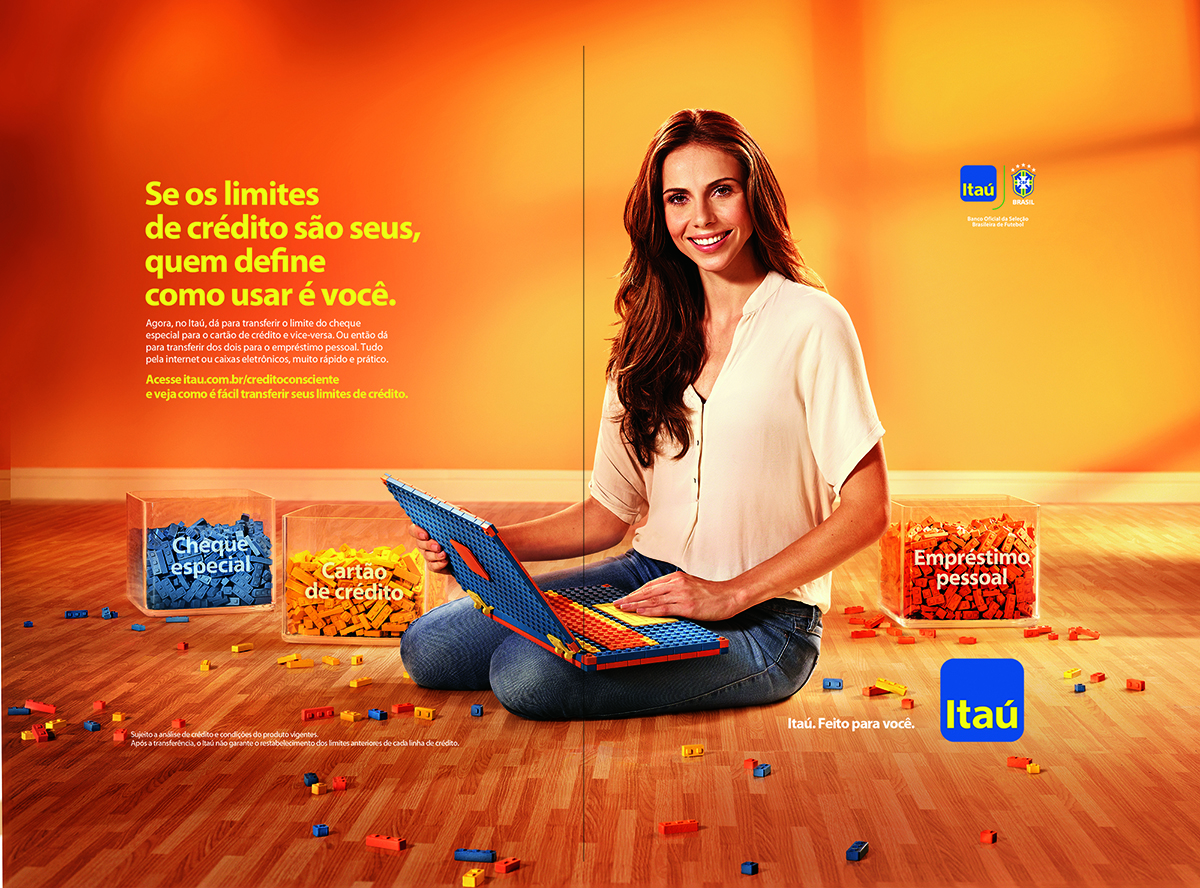 Se os limites
de crédito são seus,
quem define
como usar é você.
Agora, no Itaú, dá para transferir o limite do cheque
especial para o cartão de crédito e vice-versa. Ou então dá
para transferir dos dois para o empréstimo pessoal. Tudo
pela internet ou caixas eletrônicos, muito rápido e prático.
Acesse itau.com.br/creditoconsciente
e veja como é fácil transferir seus limites de crédito.
Itaú
BRASIL
Banco Oficial da Seleção
Brasileira de Futebol
Cheque
especial
Cartão
de crédito
Empréstimo
pessoal
Itaú. Feito para você.
Itaú
Sujeito a análise de crédito e condições do produto vigentes.
Após a transferência, o Itaú não garante o restabelecimento dos limites anteriores de cada linha de crédito.